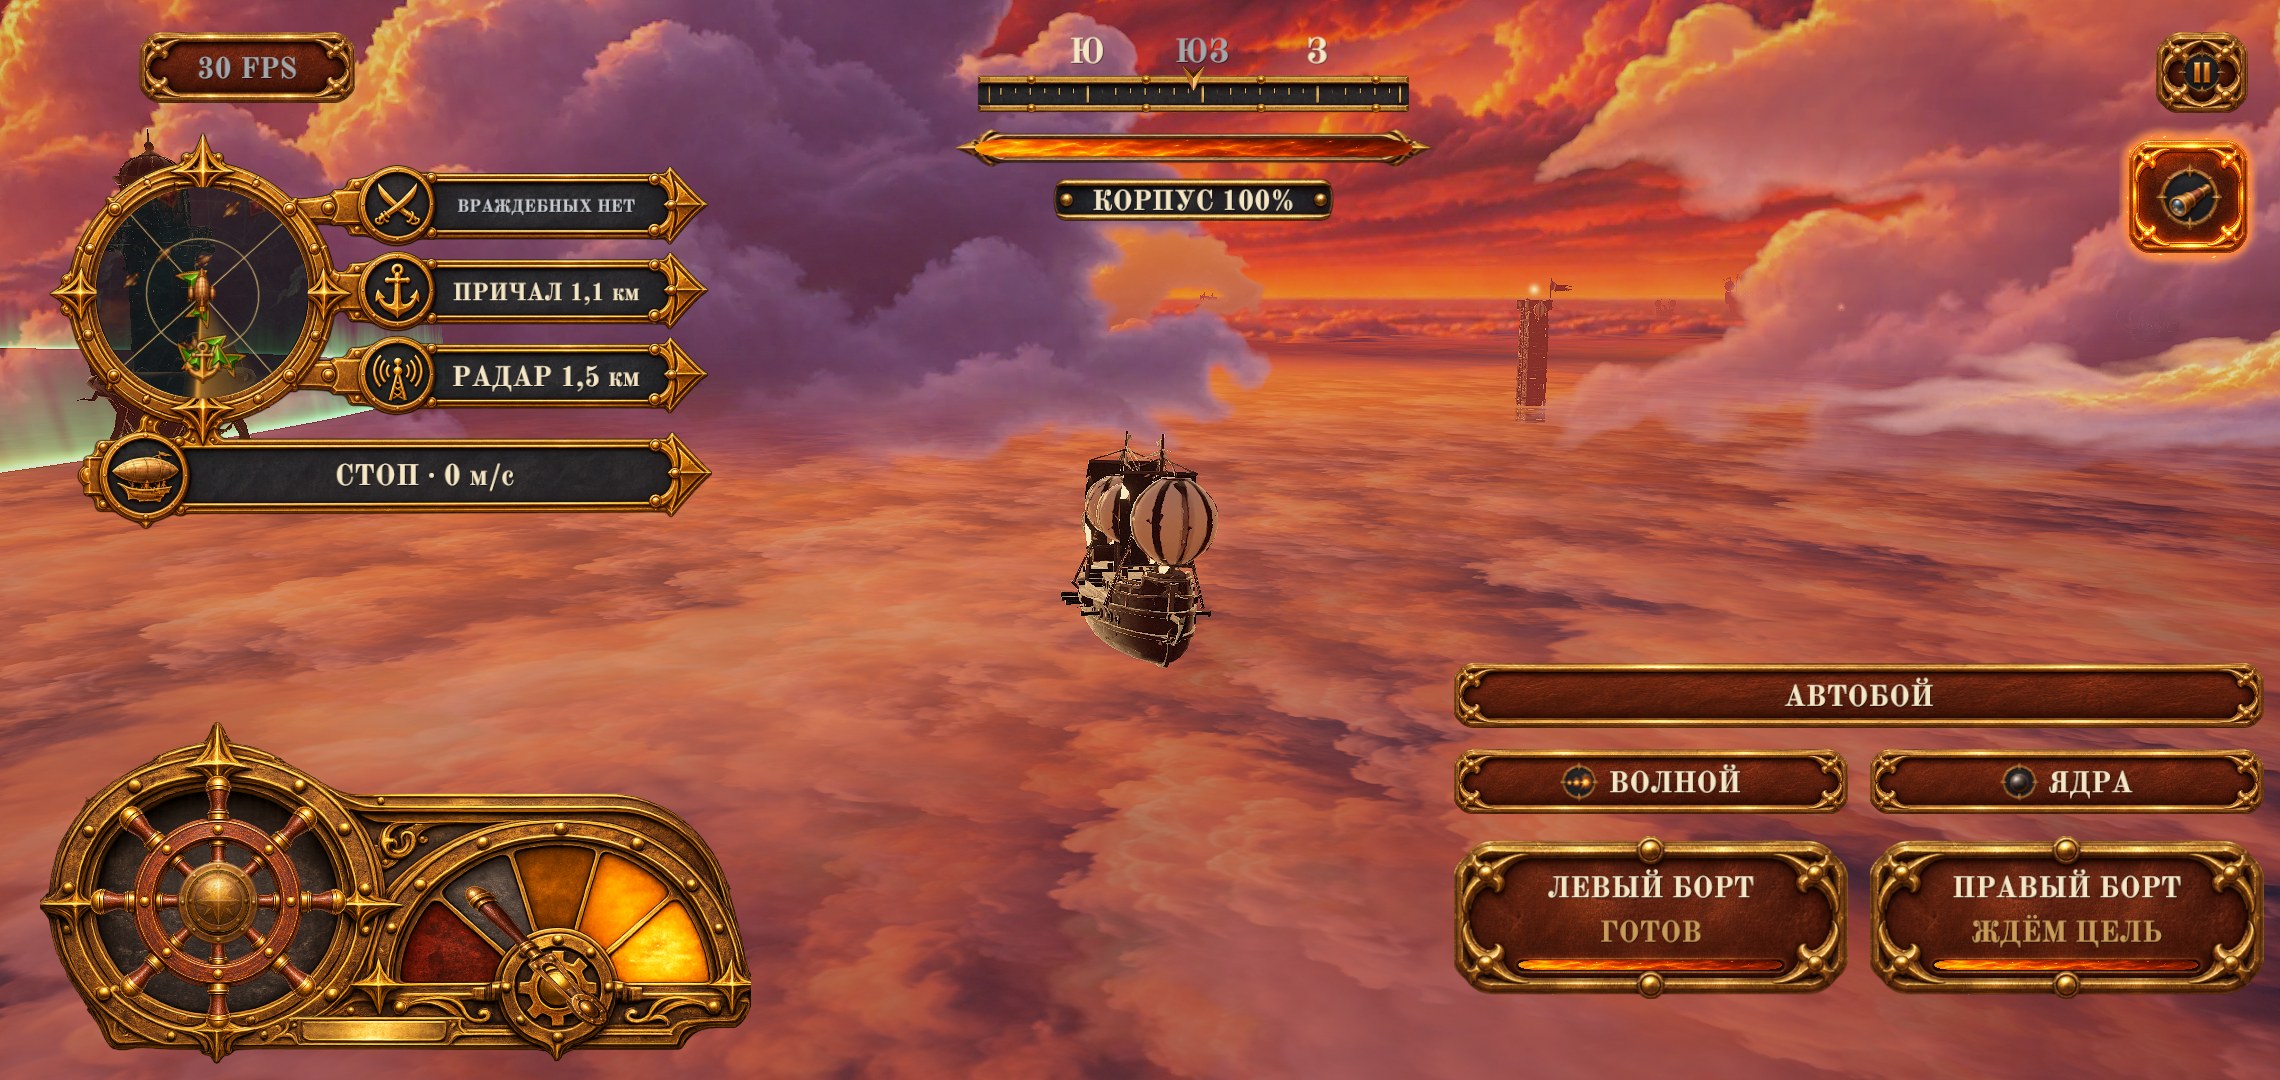 30 FPS
Ю ЮЗ З
КОРПУС 100%
ВРАЖДЕБНЫХ НЕТ
ПРИЧАЛ 1,1 км
РАДАР 1,5 км
СТОП · 0 м/с
АВТОБОЙ
ВОЛНОЙ
ЯДРА
ЛЕВЫЙ БОРТ
ГОТОВ
ПРАВЫЙ БОРТ
ЖДЁМ ЦЕЛЬ